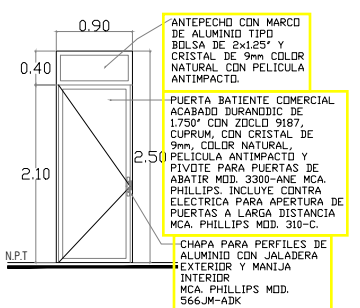 0.90
ANTEPECHO CON MARCO
DE ALUMINIO TIPO
BOLSA DE 2x1.25" Y
CRISTAL DE 9mm COLOR
NATURAL CON PELICULA
ANTIMPACTO.
0.40
PUERTA BATIENTE COMERCIAL
ACABADO DURANODIC DE
1.750" CON ZOCLO 9187,
CUPRUM, CON CRISTAL DE
9mm, COLOR NATURAL,
PELICULA ANTIMPACTO Y
PIVOTE PARA PUERTAS DE
ABATIR MOD. 3300-ANE MCA.
PHILLIPS. INCLUYE CONTRA
ELECTRICA PARA APERTURA DE
PUERTAS A LARGA DISTANCIA
MCA. PHILLIPS MOD. 310-C.
2.50
2.10
N.P.T
CHAPA PARA PERFILES DE
ALUMINIO CON JALADERA
EXTERIOR Y MANIJA
INTERIOR
MCA. PHILLIPS MOD.
566JM-ADK